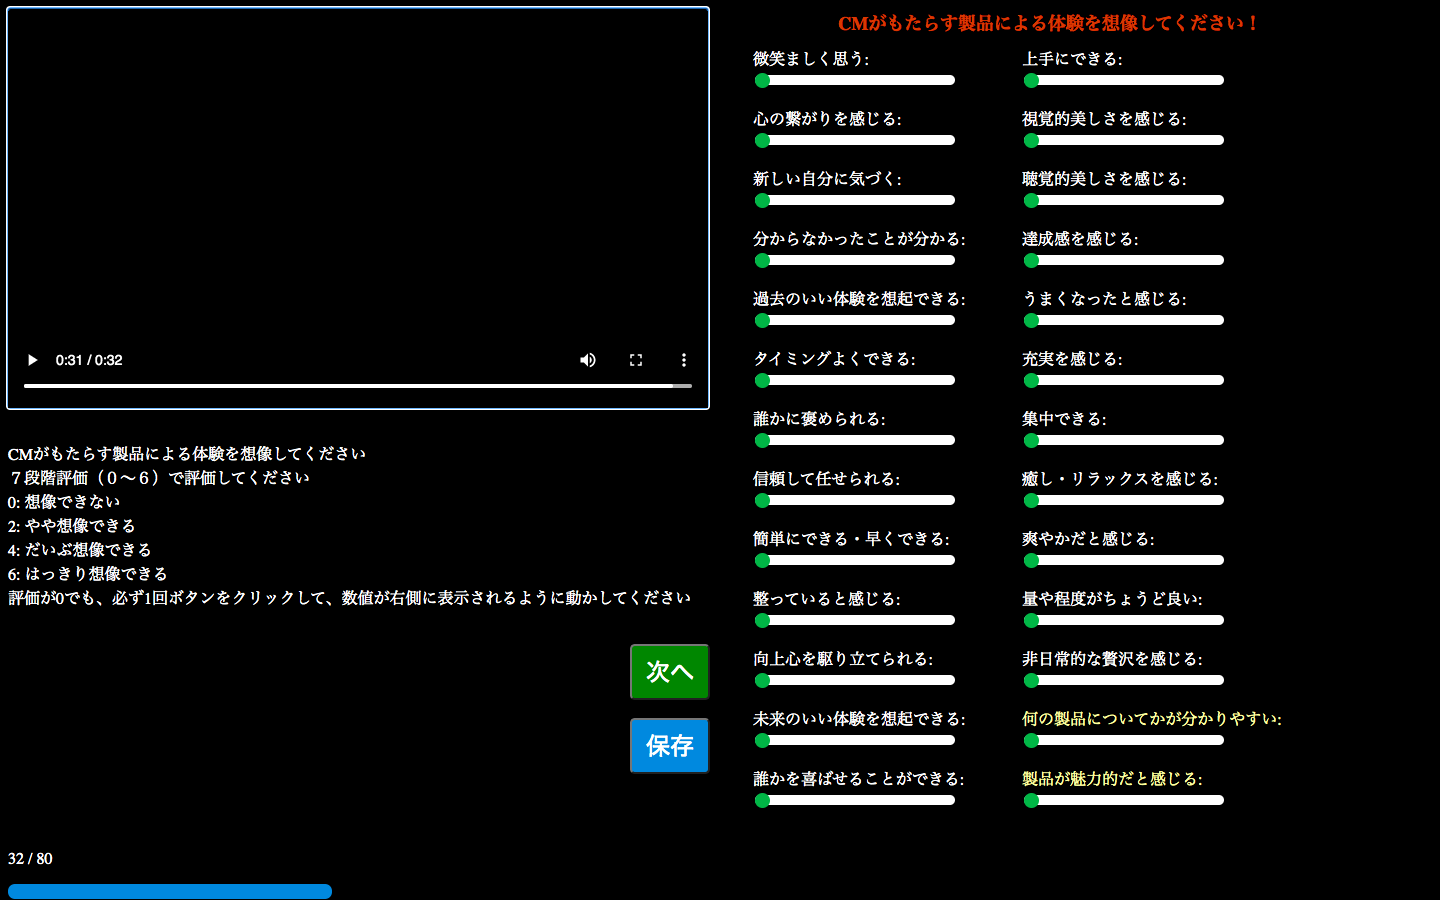 0:31 / 0:32
CMがもたらす製品による体験を想像してください
７段階評価（０〜６）で評価してください
0: 想像できない
2: やや想像できる
4: だいぶ想像できる
6: はっきり想像できる
評価が0でも、必ず1回ボタンをクリックして、数値が右側に表示されるように動かしてください
次へ
保存
32 / 80
CMがもたらす製品による体験を想像してください！
微笑ましく思う:
心の繋がりを感じる:
新しい自分に気づく:
分からなかったことが分かる:
過去のいい体験を想起できる:
タイミングよくできる:
誰かに褒められる:
信頼して任せられる:
簡単にできる・早くできる:
整っていると感じる:
向上心を駆り立てられる:
未来のいい体験を想起できる:
誰かを喜ばせることができる:
上手にできる:
視覚的美しさを感じる:
聴覚的美しさを感じる:
達成感を感じる:
うまくなったと感じる:
充実を感じる:
集中できる:
癒し・リラックスを感じる:
爽やかだと感じる:
量や程度がちょうど良い:
非日常的な贅沢を感じる:
何の製品についてかが分かりやすい:
製品が魅力的だと感じる: